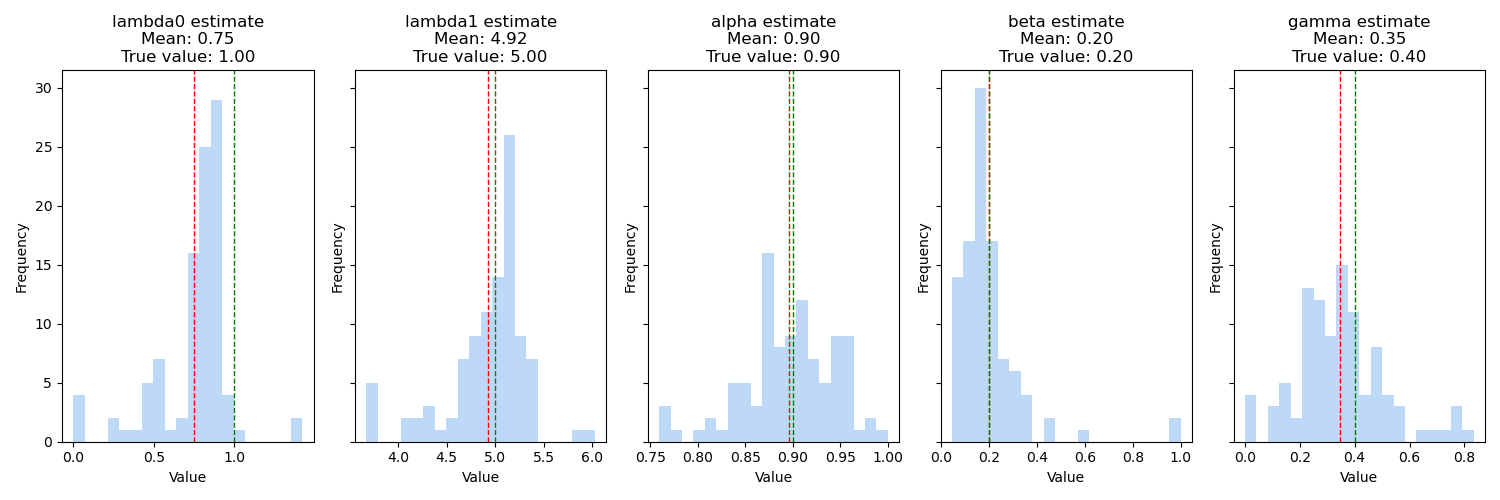 lambda0 estimate
Mean: 0.75
True value: 1.00
30
25
20
15
10
5
0
Frequency
0.0 0.5 1.0
Value
lambda1 estimate
Mean: 4.92
True value: 5.00
Frequency
4.0 4.5 5.0 5.5 6.0
Value
alpha estimate
Mean: 0.90
True value: 0.90
Frequency
0.75 0.80 0.85 0.90 0.95 1.00
Value
beta estimate
Mean: 0.20
True value: 0.20
Frequency
0.0 0.2 0.4 0.6 0.8 1.0
Value
gamma estimate
Mean: 0.35
True value: 0.40
Frequency
0.0 0.2 0.4 0.6 0.8
Value